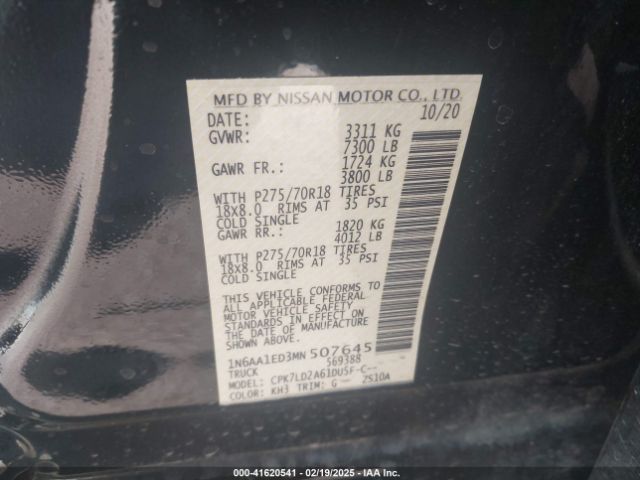 MFD BY NISSAN MOTOR CO., LTD.
DATE: 10/20
GVWR: 3311 KG
7300 LB
GAWR FR.: 1724 KG
3800 LB
WITH P275/70R18 TIRES
18X8.0 RIMS AT 35 PSI
COLD SINGLE
GAWR RR.: 1820 KG
4012 LB
WITH P275/70R18 TIRES
18X8.0 RIMS AT 35 PSI
COLD SINGLE
THIS VEHICLE CONFORMS TO
ALL APPLICABLE FEDERAL
MOTOR VEHICLE SAFETY
STANDARDS IN EFFECT ON
THE DATE OF MANUFACTURE
SHOWN ABOVE.
1N6AA1ED3MN507645
TRUCK 569388
MODEL: CPK7LD2A61DU5F-C--
COLOR: KH3 TRIM: G 2S10A
000-41620541 - 02/19/2025 - IAA Inc.